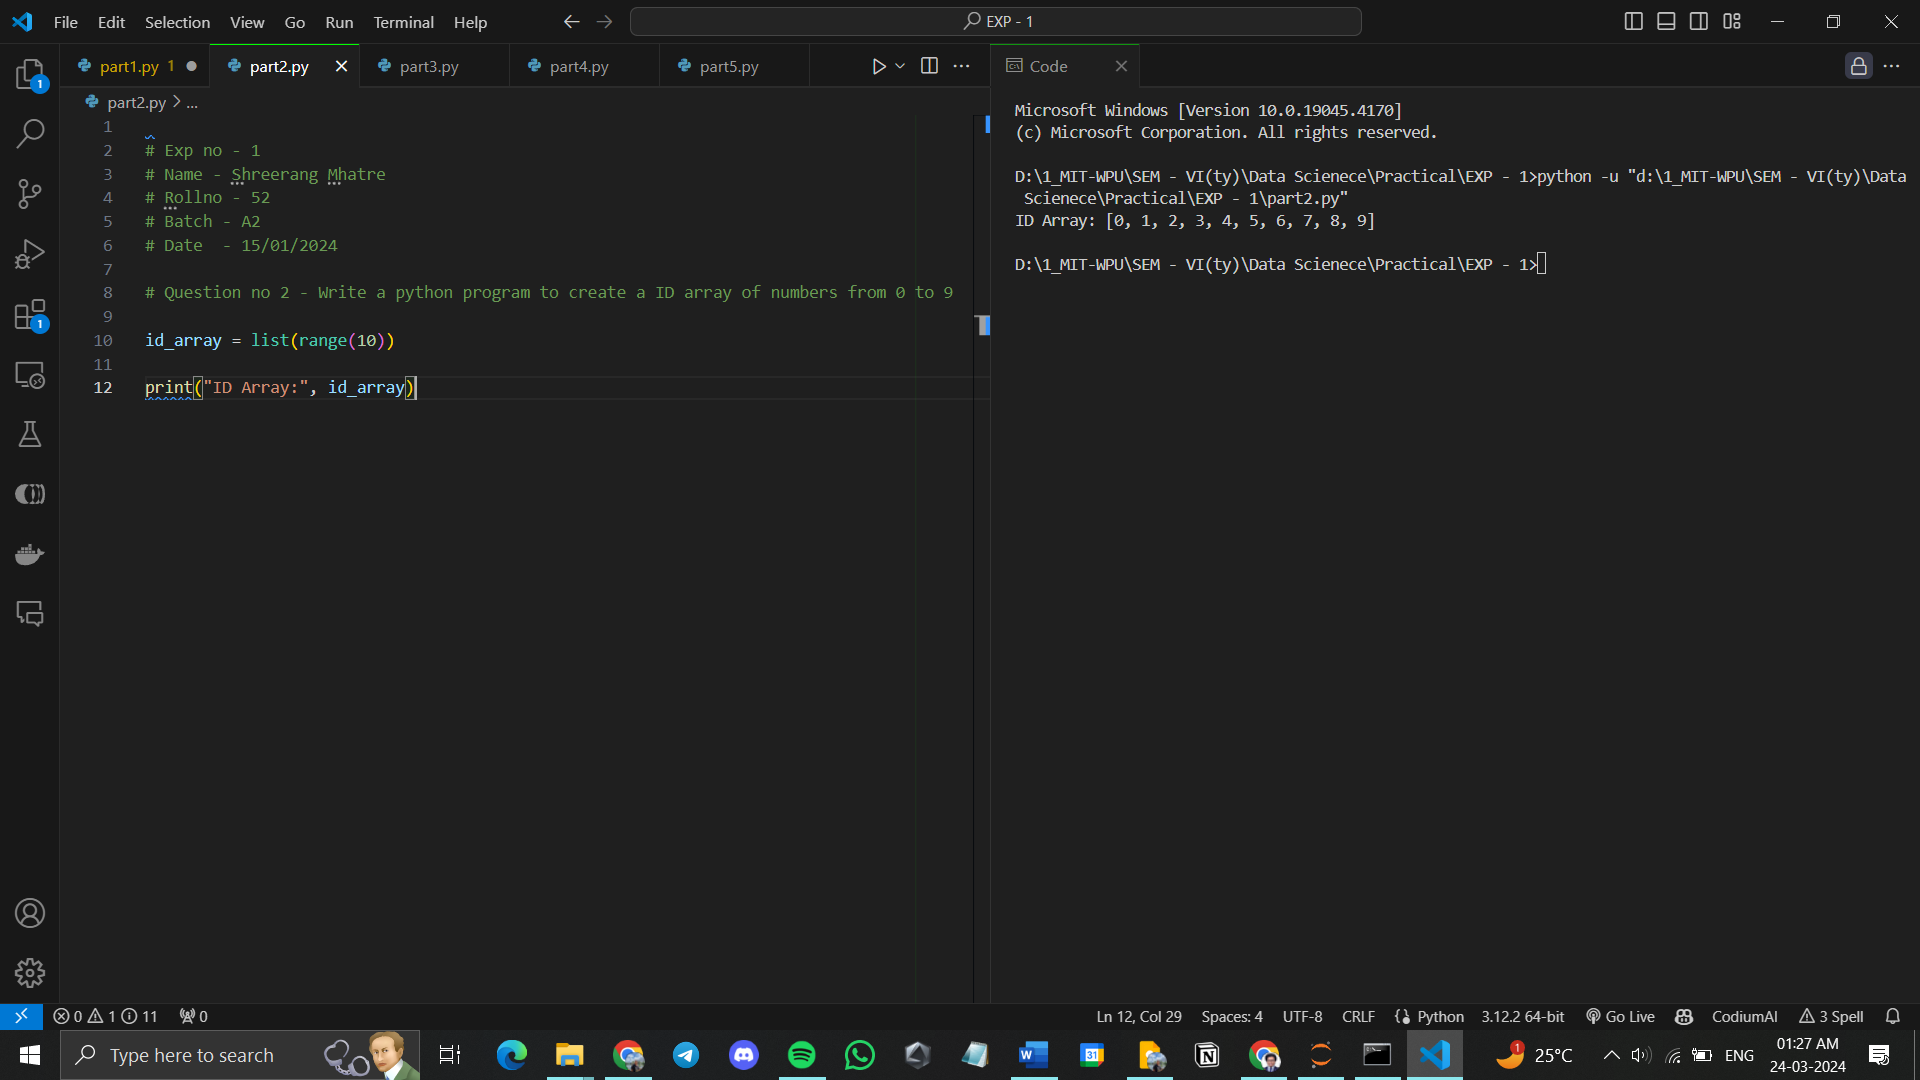 File Edit Selection View Go Run Terminal Help
EXP - 1
part1.py 1
part2.py
part3.py
part4.py
part5.py
Code
part2.py > ...
1
2 # Exp no - 1
3 # Name - Shreerang Mhatre
4 # Rollno - 52
5 # Batch - A2
6 # Date  - 15/01/2024
7
8 # Question no 2 - Write a python program to create a ID array of numbers from 0 to 9
9
10 id_array = list(range(10))
11
12 print("ID Array:", id_array)
Microsoft Windows [Version 10.0.19045.4170]
(c) Microsoft Corporation. All rights reserved.
D:\1_MIT-WPU\SEM - VI(ty)\Data Scienece\Practical\EXP - 1>python -u "d:\1_MIT-WPU\SEM - VI(ty)\Data
Scienece\Practical\EXP - 1\part2.py"
ID Array: [0, 1, 2, 3, 4, 5, 6, 7, 8, 9]
D:\1_MIT-WPU\SEM - VI(ty)\Data Scienece\Practical\EXP - 1>
1
1
0 1 11 0
Ln 12, Col 29 Spaces: 4 UTF-8 CRLF Python 3.12.2 64-bit Go Live CodiumAI 3 Spell
Type here to search
W
31
1
25°C
ENG
01:27 AM
24-03-2024